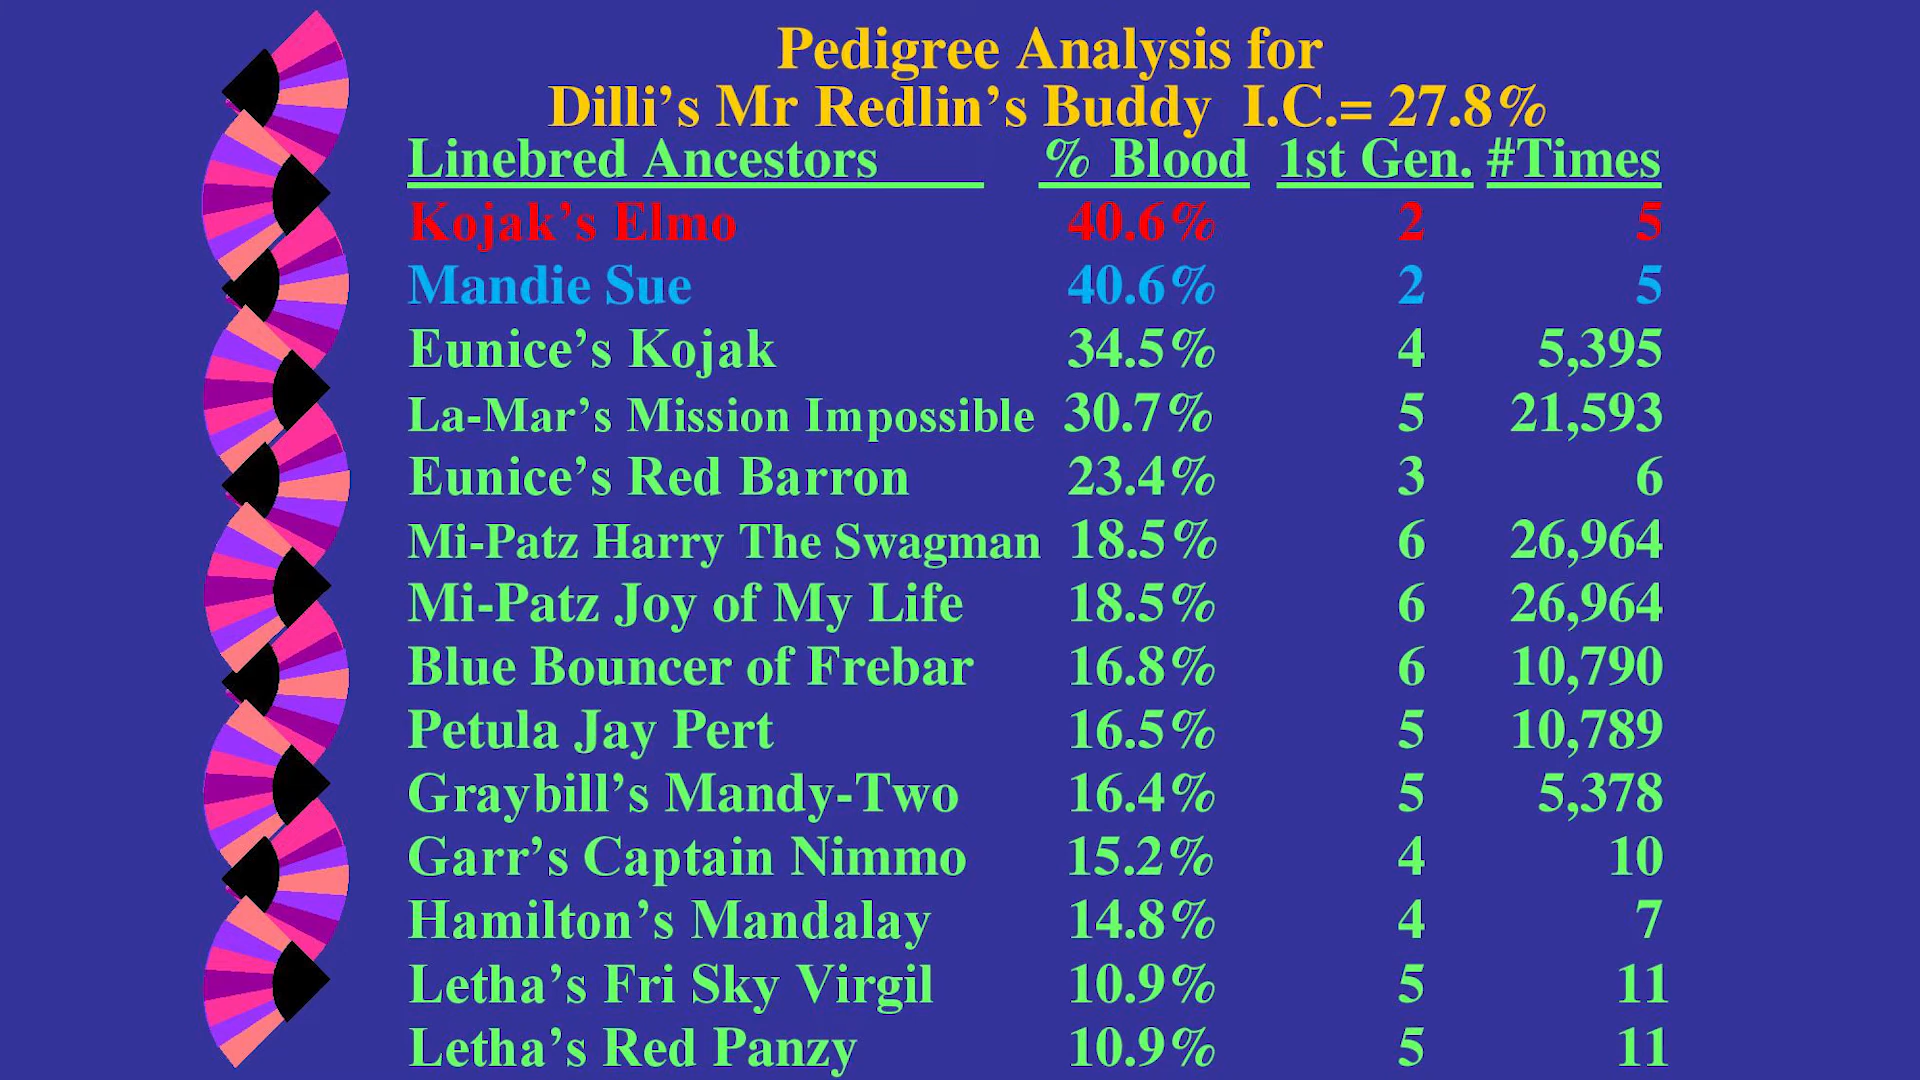 Pedigree Analysis for
Dilli’s Mr Redlin’s Buddy I.C.= 27.8%
Linebred Ancestors % Blood 1st Gen. #Times
Kojak’s Elmo 40.6% 2 5
Mandie Sue 40.6% 2 5
Eunice’s Kojak 34.5% 4 5,395
La-Mar’s Mission Impossible 30.7% 5 21,593
Eunice’s Red Barron 23.4% 3 6
Mi-Patz Harry The Swagman 18.5% 6 26,964
Mi-Patz Joy of My Life 18.5% 6 26,964
Blue Bouncer of Frebar 16.8% 6 10,790
Petula Jay Pert 16.5% 5 10,789
Graybill’s Mandy-Two 16.4% 5 5,378
Garr’s Captain Nimmo 15.2% 4 10
Hamilton’s Mandalay 14.8% 4 7
Letha’s Fri Sky Virgil 10.9% 5 11
Letha’s Red Panzy 10.9% 5 11